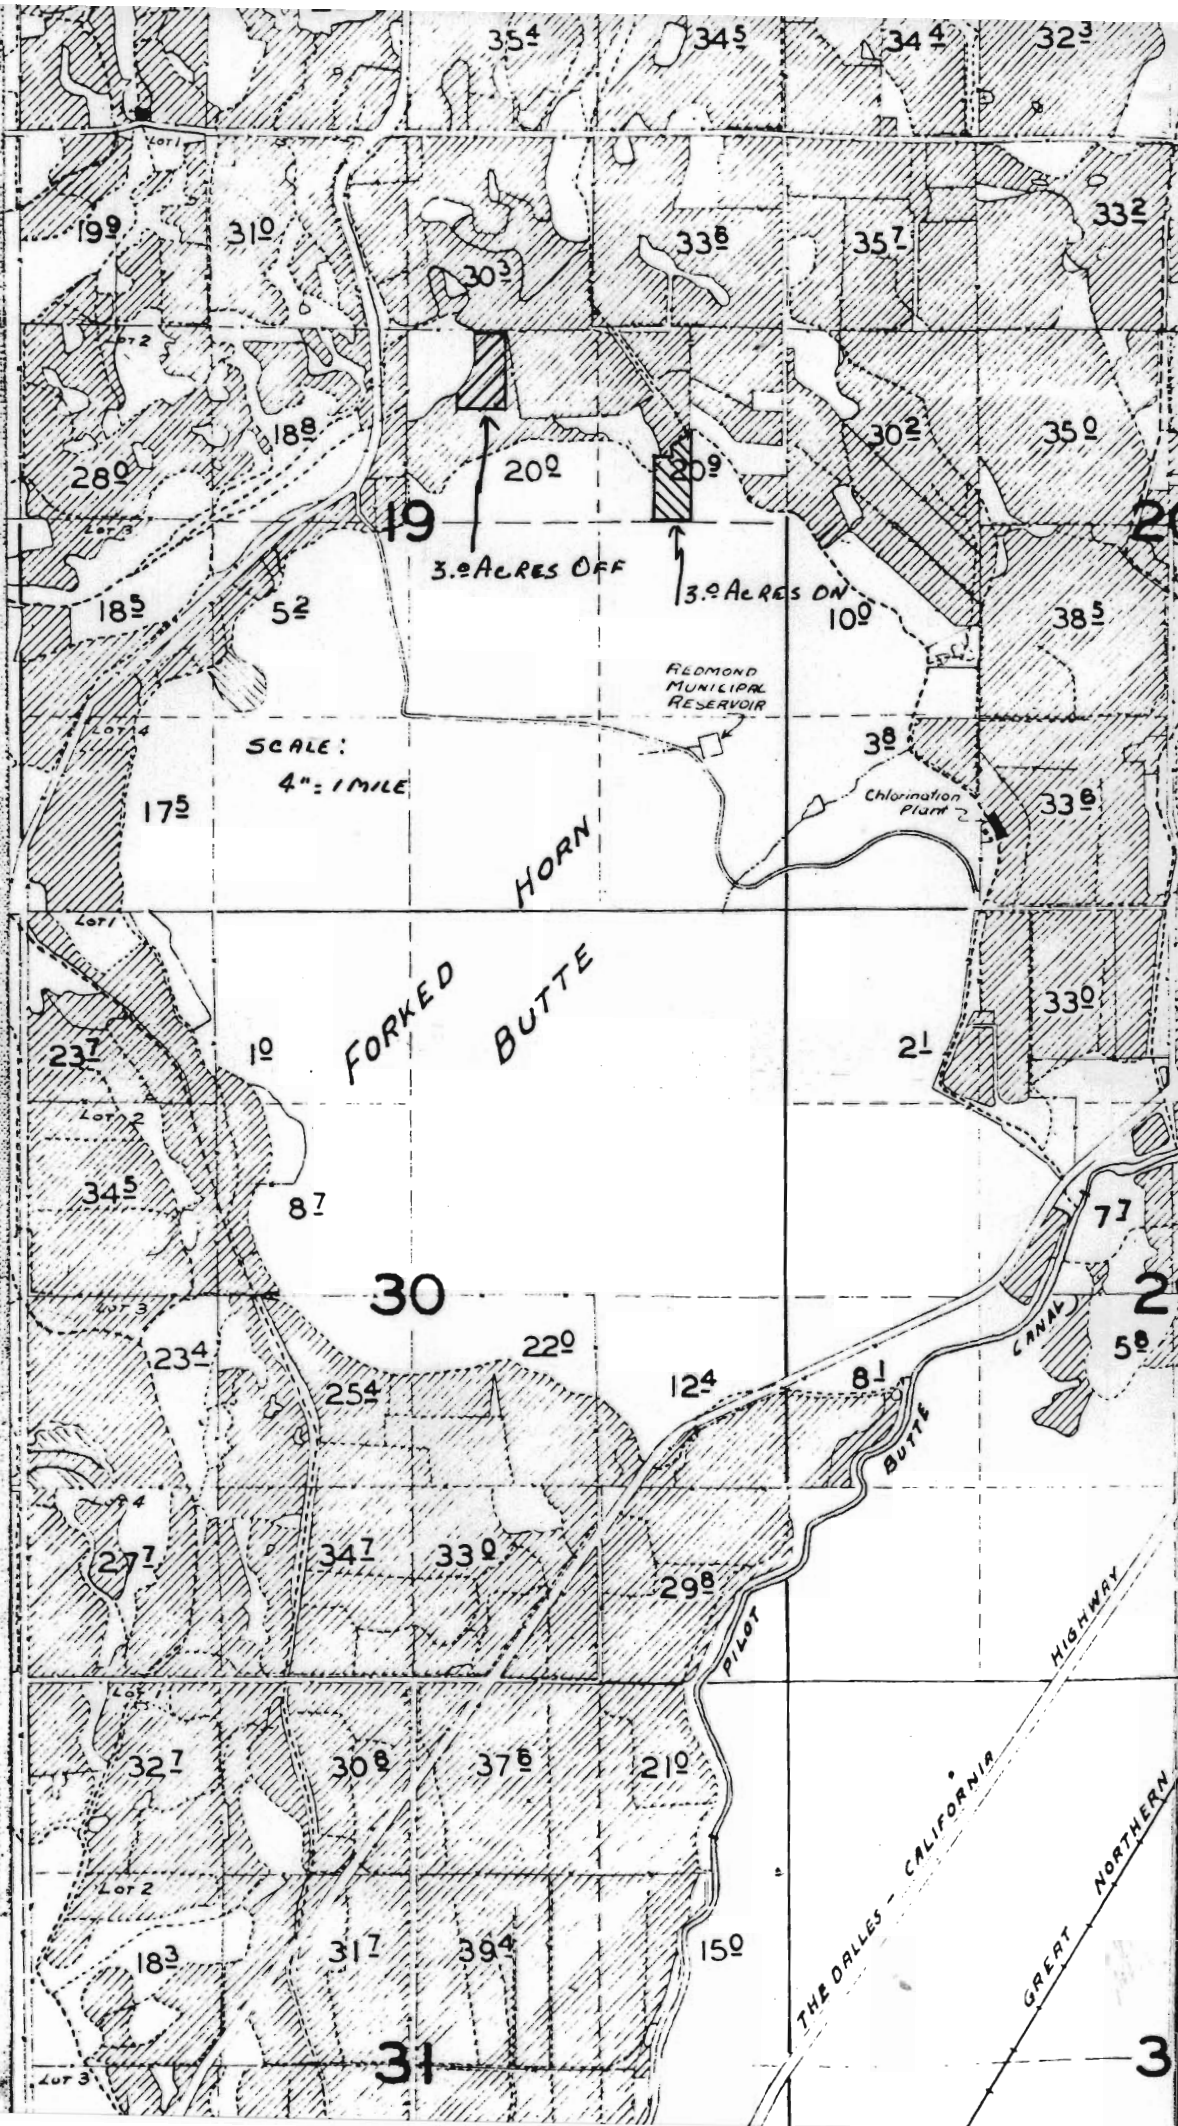 35 4
34 5
34 4
32 3
LOT 1
19 9
31 0
30 3
33 6
35 7
33 2
LOT 2
28 0
18 8
20 0
20 9
30 2
35 0
LOT 3
19
3.0 ACRES OFF
3.0 ACRES ON
18 5
5 2
10 0
38 5
REDMOND
MUNICIPAL
RESERVOIR
LOT 4
SCALE:
4" = 1 MILE
3 8
17 5
Chlorination
Plant
33 6
FORKED HORN
BUTTE
LOT 1
23 7
1 0
2 1
33 0
LOT 2
34 5
8 7
7 7
30
2
LOT 3
23 4
25 4
22 0
12 4
8 1
5 8
PILOT BUTTE CANAL
4
27 7
34 7
33 0
29 8
LOT 1
32 7
30 8
37 6
21 0
THE DALLES - CALIFORNIA HIGHWAY
GREAT NORTHERN
LOT 2
18 3
31 7
39 4
15 0
31
3
LOT 3